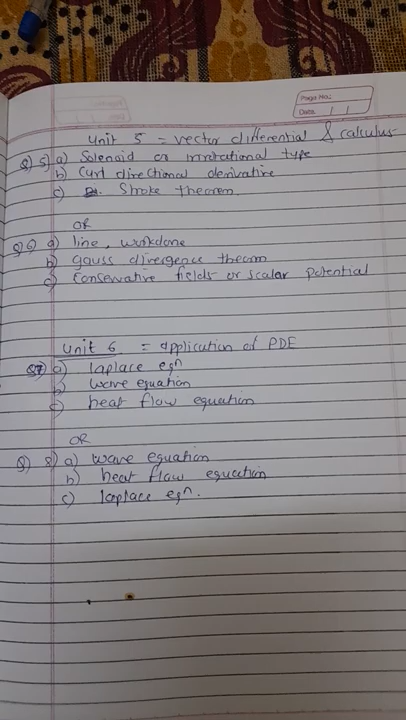 Page No.:
Date: / /
Unit 5 = vector differential & calculus
Q) 5) a) Solenoid or irrotational type
b) Curl directional derivative
c) Stroke theorem.
OR
Q 6) a) line, workdone
b) gauss divergence theom
c) Conservative fields or scalar potential
Unit 6 = application of PDE
Q7) a) laplace eqn
b) wave equation
c) heat flow equation
OR
Q) 8) a) wave equation
b) heat flow equation
c) laplace eqn.